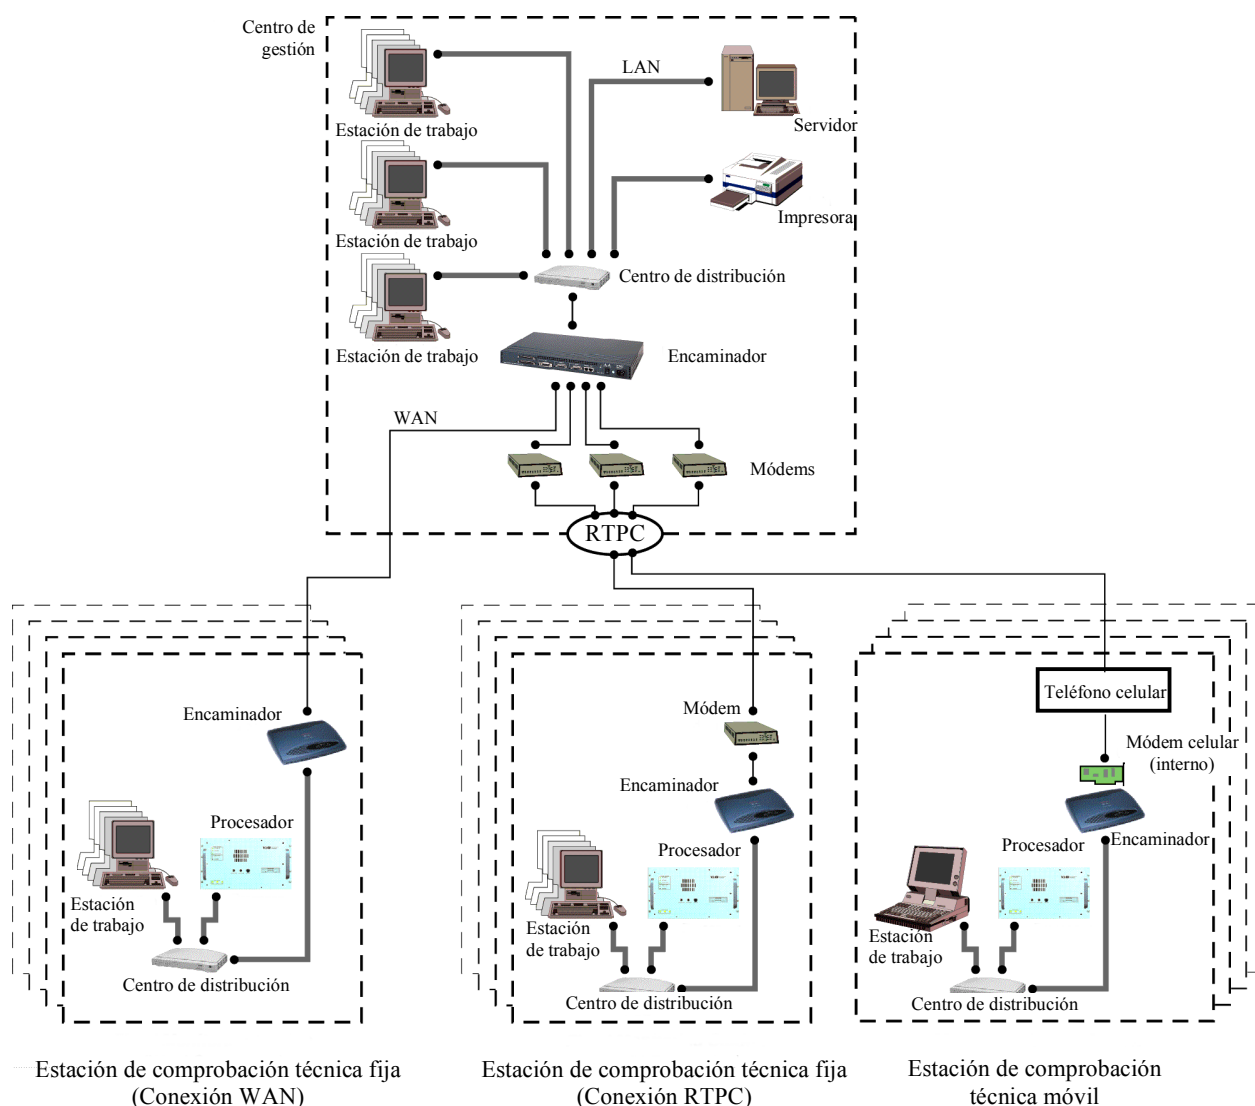 Centro de
gestión
LAN
Estación de trabajo
Servidor
Estación de trabajo
Impresora
Centro de distribución
Estación de trabajo
Encaminador
WAN
Módems
RTPC
Encaminador
Procesador
Estación
de trabajo
Centro de distribución
Estación de comprobación técnica fija
(Conexión WAN)
Módem
Encaminador
Procesador
Estación
de trabajo
Centro de distribución
Estación de comprobación técnica fija
(Conexión RTPC)
Teléfono celular
Módem celular
(interno)
Encaminador
Procesador
Estación
de trabajo
Centro de distribución
Estación de comprobación
técnica móvil